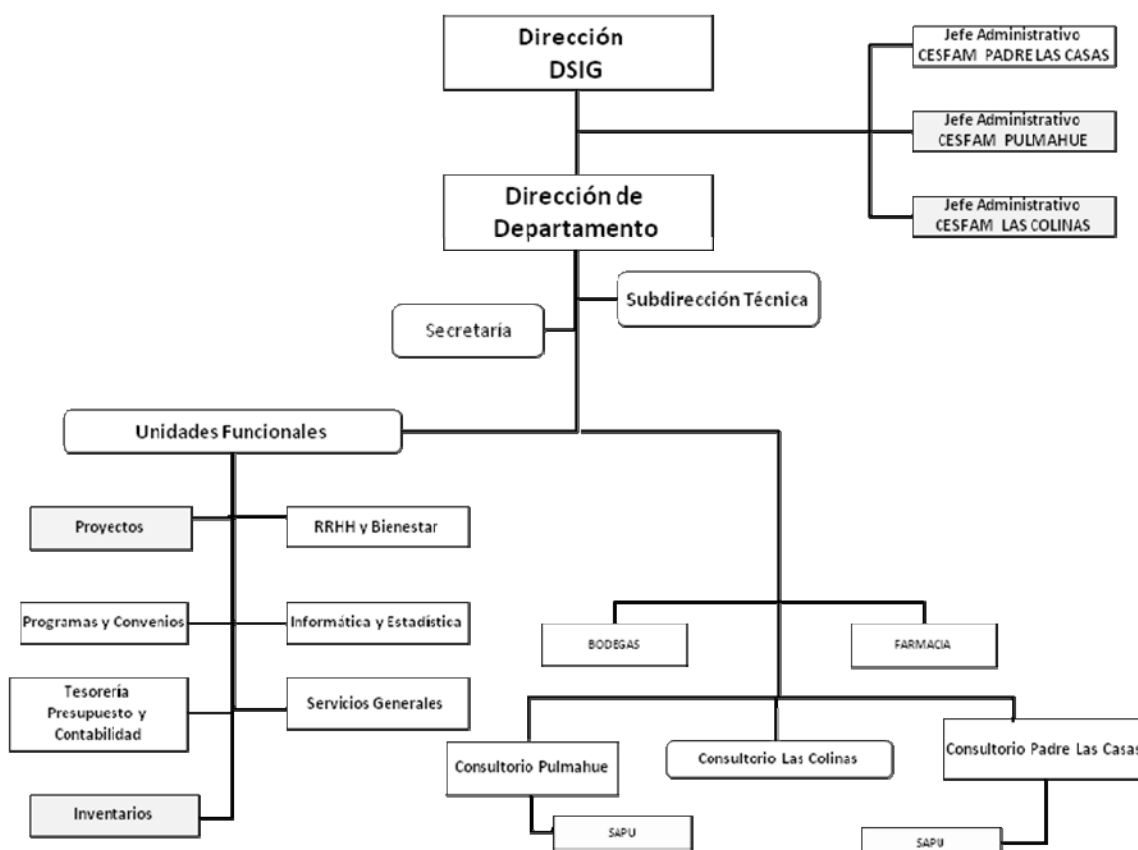 Dirección
DSIG
Jefe Administrativo
CESFAM PADRE LAS CASAS
Jefe Administrativo
CESFAM PULMAHUE
Jefe Administrativo
CESFAM LAS COLINAS
Dirección de
Departamento
Subdirección Técnica
Secretaría
Unidades Funcionales
Proyectos
RRHH y Bienestar
Programas y Convenios
Informática y Estadística
Tesorería
Presupuesto y
Contabilidad
Servicios Generales
Inventarios
BODEGAS
FARMACIA
Consultorio Pulmahue
Consultorio Las Colinas
Consultorio Padre Las Casas
SAPU
SAPU